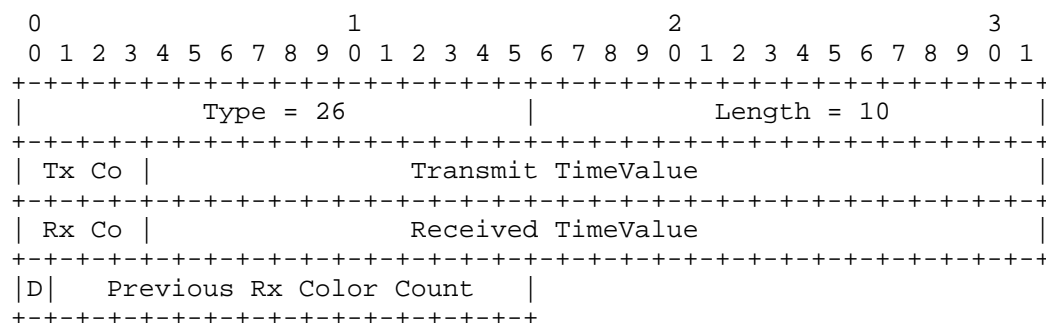 0                   1                   2                   3
 0 1 2 3 4 5 6 7 8 9 0 1 2 3 4 5 6 7 8 9 0 1 2 3 4 5 6 7 8 9 0 1
+-+-+-+-+-+-+-+-+-+-+-+-+-+-+-+-+-+-+-+-+-+-+-+-+-+-+-+-+-+-+-+-+
|           Type = 26           |           Length = 10         |
+-+-+-+-+-+-+-+-+-+-+-+-+-+-+-+-+-+-+-+-+-+-+-+-+-+-+-+-+-+-+-+-+
| Tx Co |                Transmit TimeValue                     |
+-+-+-+-+-+-+-+-+-+-+-+-+-+-+-+-+-+-+-+-+-+-+-+-+-+-+-+-+-+-+-+-+
| Rx Co |                Received TimeValue                     |
+-+-+-+-+-+-+-+-+-+-+-+-+-+-+-+-+-+-+-+-+-+-+-+-+-+-+-+-+-+-+-+-+
|D|   Previous Rx Color Count   |
+-+-+-+-+-+-+-+-+-+-+-+-+-+-+-+-+